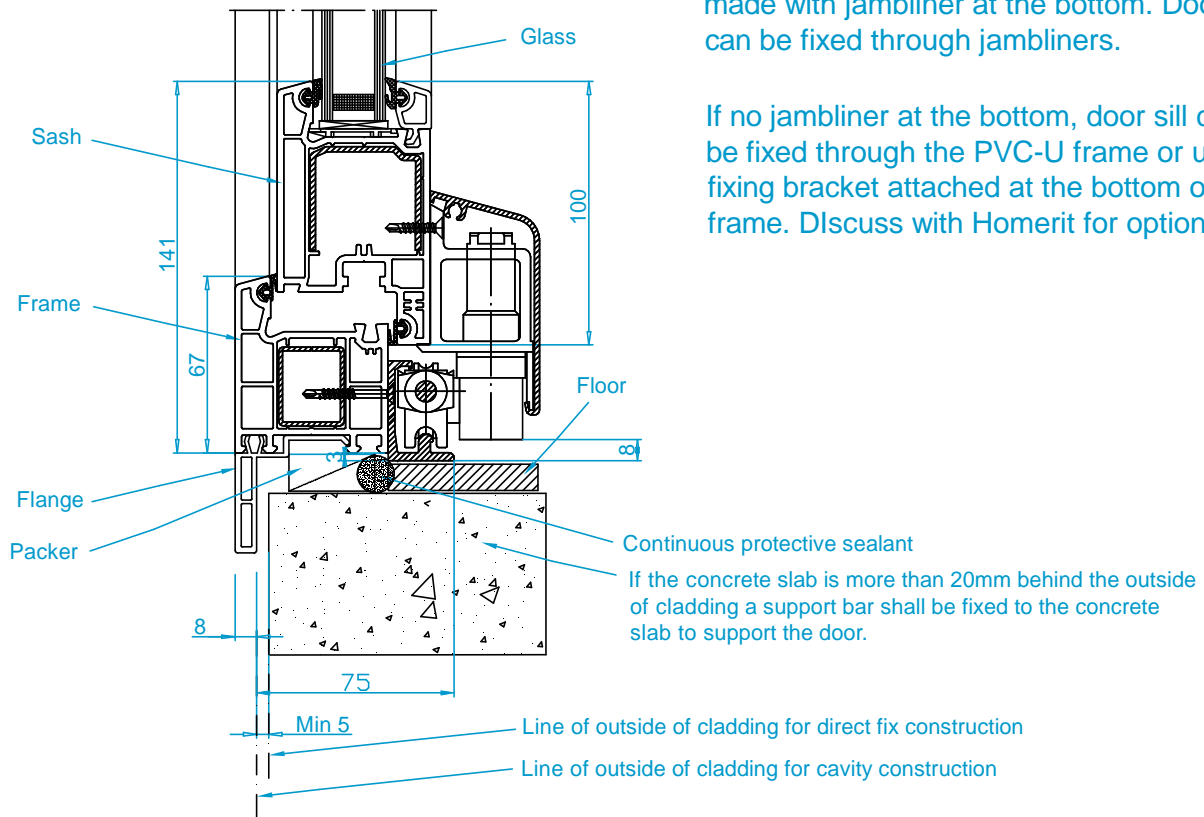 made with jambliner at the bottom.
can be fixed through jambliners.
If no jambliner at the bottom, door sill
be fixed through the PVC-U frame or
fixing bracket attached at the bottom
frame. DIscuss with Homerit for
Glass
Sash
141
100
Frame
67
Floor
8
3
Flange
Packer
Continuous protective sealant
If the concrete slab is more than 20mm behind the outside
of cladding a support bar shall be fixed to the concrete
slab to support the door.
8
75
Min 5
Line of outside of cladding for direct fix construction
Line of outside of cladding for cavity construction